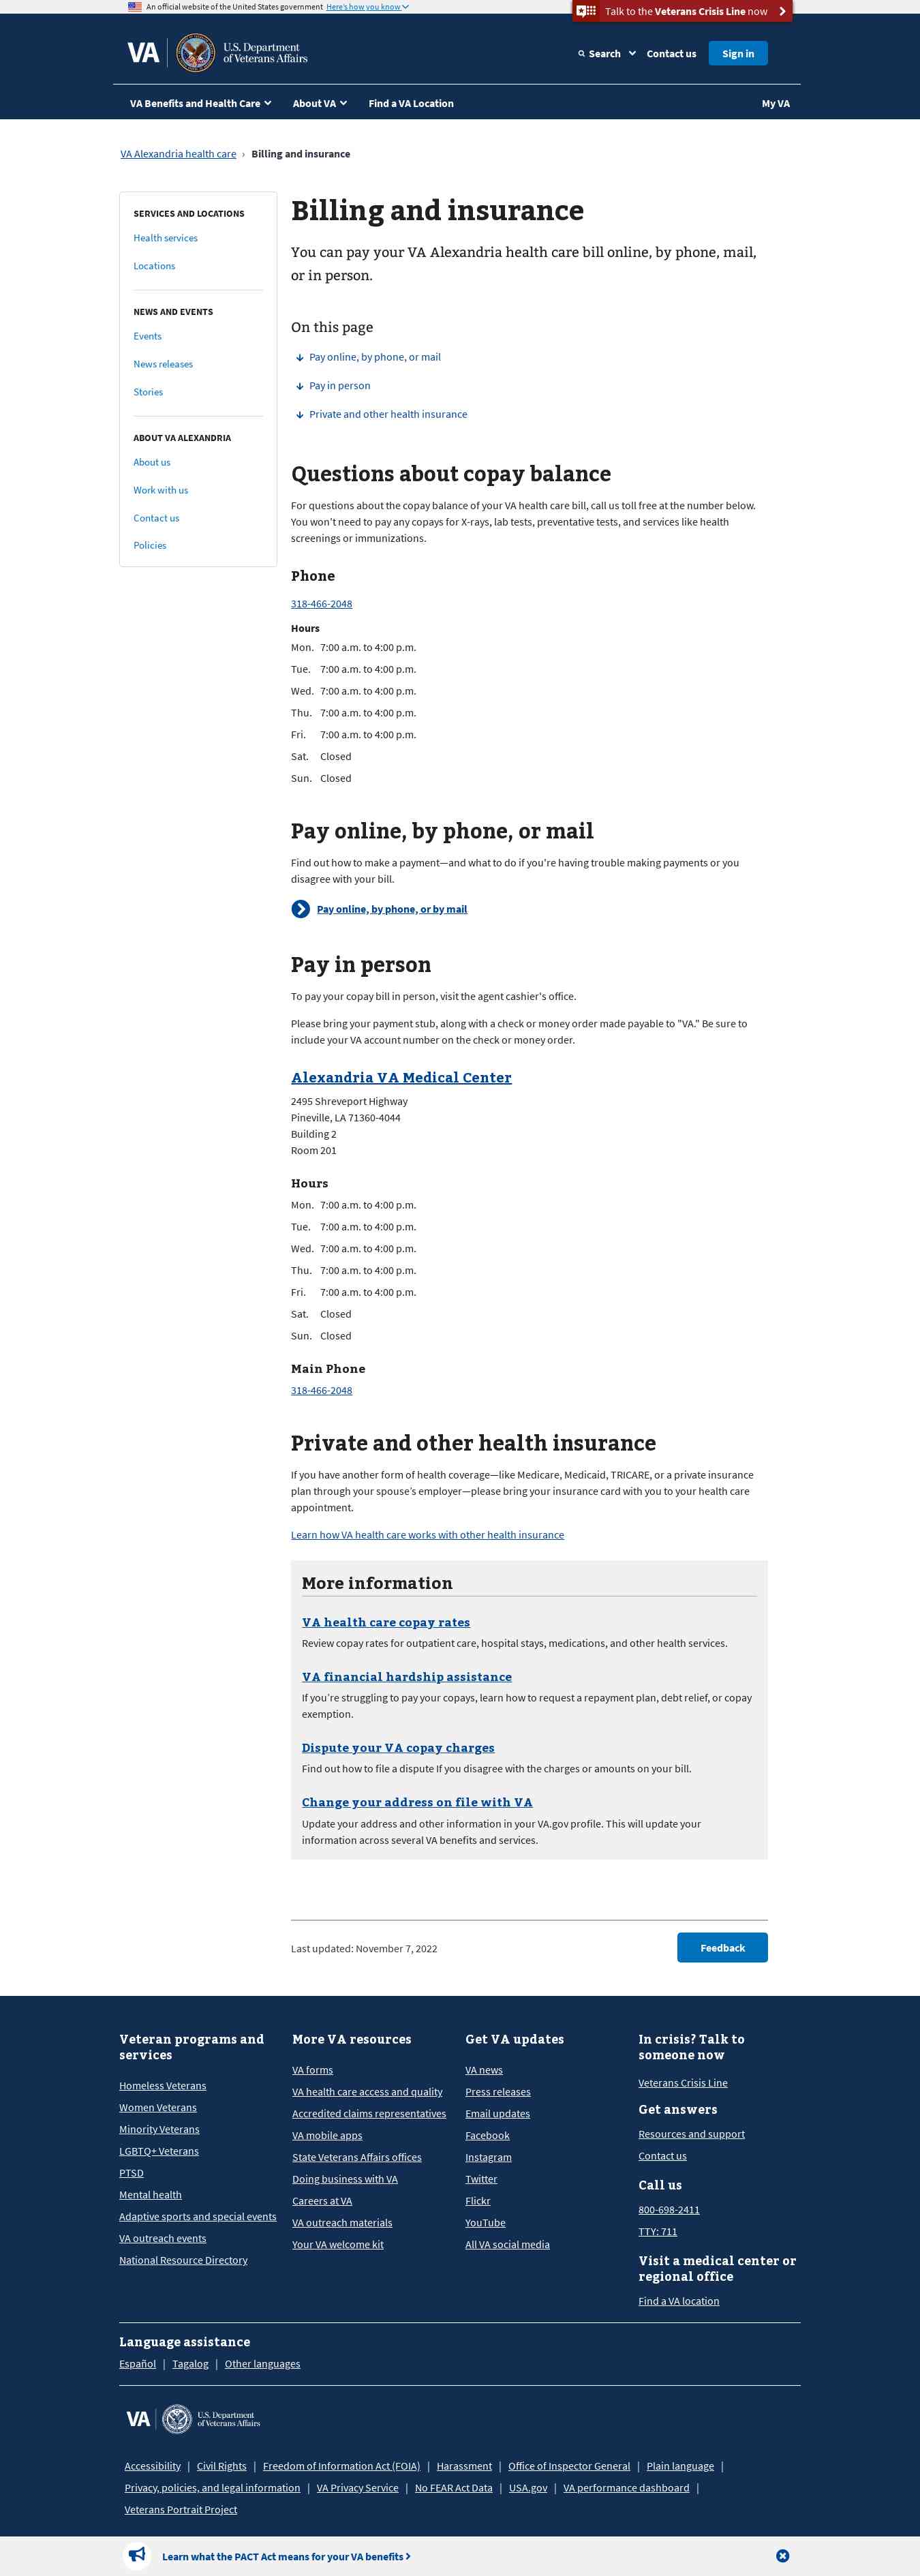 An official website of the United States government Here's how you know
Talk to the Veterans Crisis Line now
VA
U.S. Department
of Veterans Affairs
Search
Contact us
Sign in
VA Benefits and Health Care
About VA
Find a VA Location
My VA
VA Alexandria health care › Billing and insurance
SERVICES AND LOCATIONS
Health services
Locations
NEWS AND EVENTS
Events
News releases
Stories
ABOUT VA ALEXANDRIA
About us
Work with us
Contact us
Policies
Billing and insurance
You can pay your VA Alexandria health care bill online, by phone, mail,
or in person.
On this page
Pay online, by phone, or mail
Pay in person
Private and other health insurance
Questions about copay balance
For questions about the copay balance of your VA health care bill, call us toll free at the number below.
You won't need to pay any copays for X-rays, lab tests, preventative tests, and services like health
screenings or immunizations.
Phone
318-466-2048
Hours
Mon. 7:00 a.m. to 4:00 p.m.
Tue. 7:00 a.m. to 4:00 p.m.
Wed. 7:00 a.m. to 4:00 p.m.
Thu. 7:00 a.m. to 4:00 p.m.
Fri. 7:00 a.m. to 4:00 p.m.
Sat. Closed
Sun. Closed
Pay online, by phone, or mail
Find out how to make a payment—and what to do if you're having trouble making payments or you
disagree with your bill.
Pay online, by phone, or by mail
Pay in person
To pay your copay bill in person, visit the agent cashier's office.
Please bring your payment stub, along with a check or money order made payable to "VA." Be sure to
include your VA account number on the check or money order.
Alexandria VA Medical Center
2495 Shreveport Highway
Pineville, LA 71360-4044
Building 2
Room 201
Hours
Mon. 7:00 a.m. to 4:00 p.m.
Tue. 7:00 a.m. to 4:00 p.m.
Wed. 7:00 a.m. to 4:00 p.m.
Thu. 7:00 a.m. to 4:00 p.m.
Fri. 7:00 a.m. to 4:00 p.m.
Sat. Closed
Sun. Closed
Main Phone
318-466-2048
Private and other health insurance
If you have another form of health coverage—like Medicare, Medicaid, TRICARE, or a private insurance
plan through your spouse’s employer—please bring your insurance card with you to your health care
appointment.
Learn how VA health care works with other health insurance
More information
VA health care copay rates
Review copay rates for outpatient care, hospital stays, medications, and other health services.
VA financial hardship assistance
If you’re struggling to pay your copays, learn how to request a repayment plan, debt relief, or copay
exemption.
Dispute your VA copay charges
Find out how to file a dispute If you disagree with the charges or amounts on your bill.
Change your address on file with VA
Update your address and other information in your VA.gov profile. This will update your
information across several VA benefits and services.
Last updated: November 7, 2022
Feedback
Veteran programs and
services
Homeless Veterans
Women Veterans
Minority Veterans
LGBTQ+ Veterans
PTSD
Mental health
Adaptive sports and special events
VA outreach events
National Resource Directory
More VA resources
VA forms
VA health care access and quality
Accredited claims representatives
VA mobile apps
State Veterans Affairs offices
Doing business with VA
Careers at VA
VA outreach materials
Your VA welcome kit
Get VA updates
VA news
Press releases
Email updates
Facebook
Instagram
Twitter
Flickr
YouTube
All VA social media
In crisis? Talk to
someone now
Veterans Crisis Line
Get answers
Resources and support
Contact us
Call us
800-698-2411
TTY: 711
Visit a medical center or
regional office
Find a VA location
Language assistance
Español | Tagalog | Other languages
VA
U.S. Department
of Veterans Affairs
Accessibility | Civil Rights | Freedom of Information Act (FOIA) | Harassment | Office of Inspector General | Plain language |
Privacy, policies, and legal information | VA Privacy Service | No FEAR Act Data | USA.gov | VA performance dashboard |
Veterans Portrait Project
Learn what the PACT Act means for your VA benefits